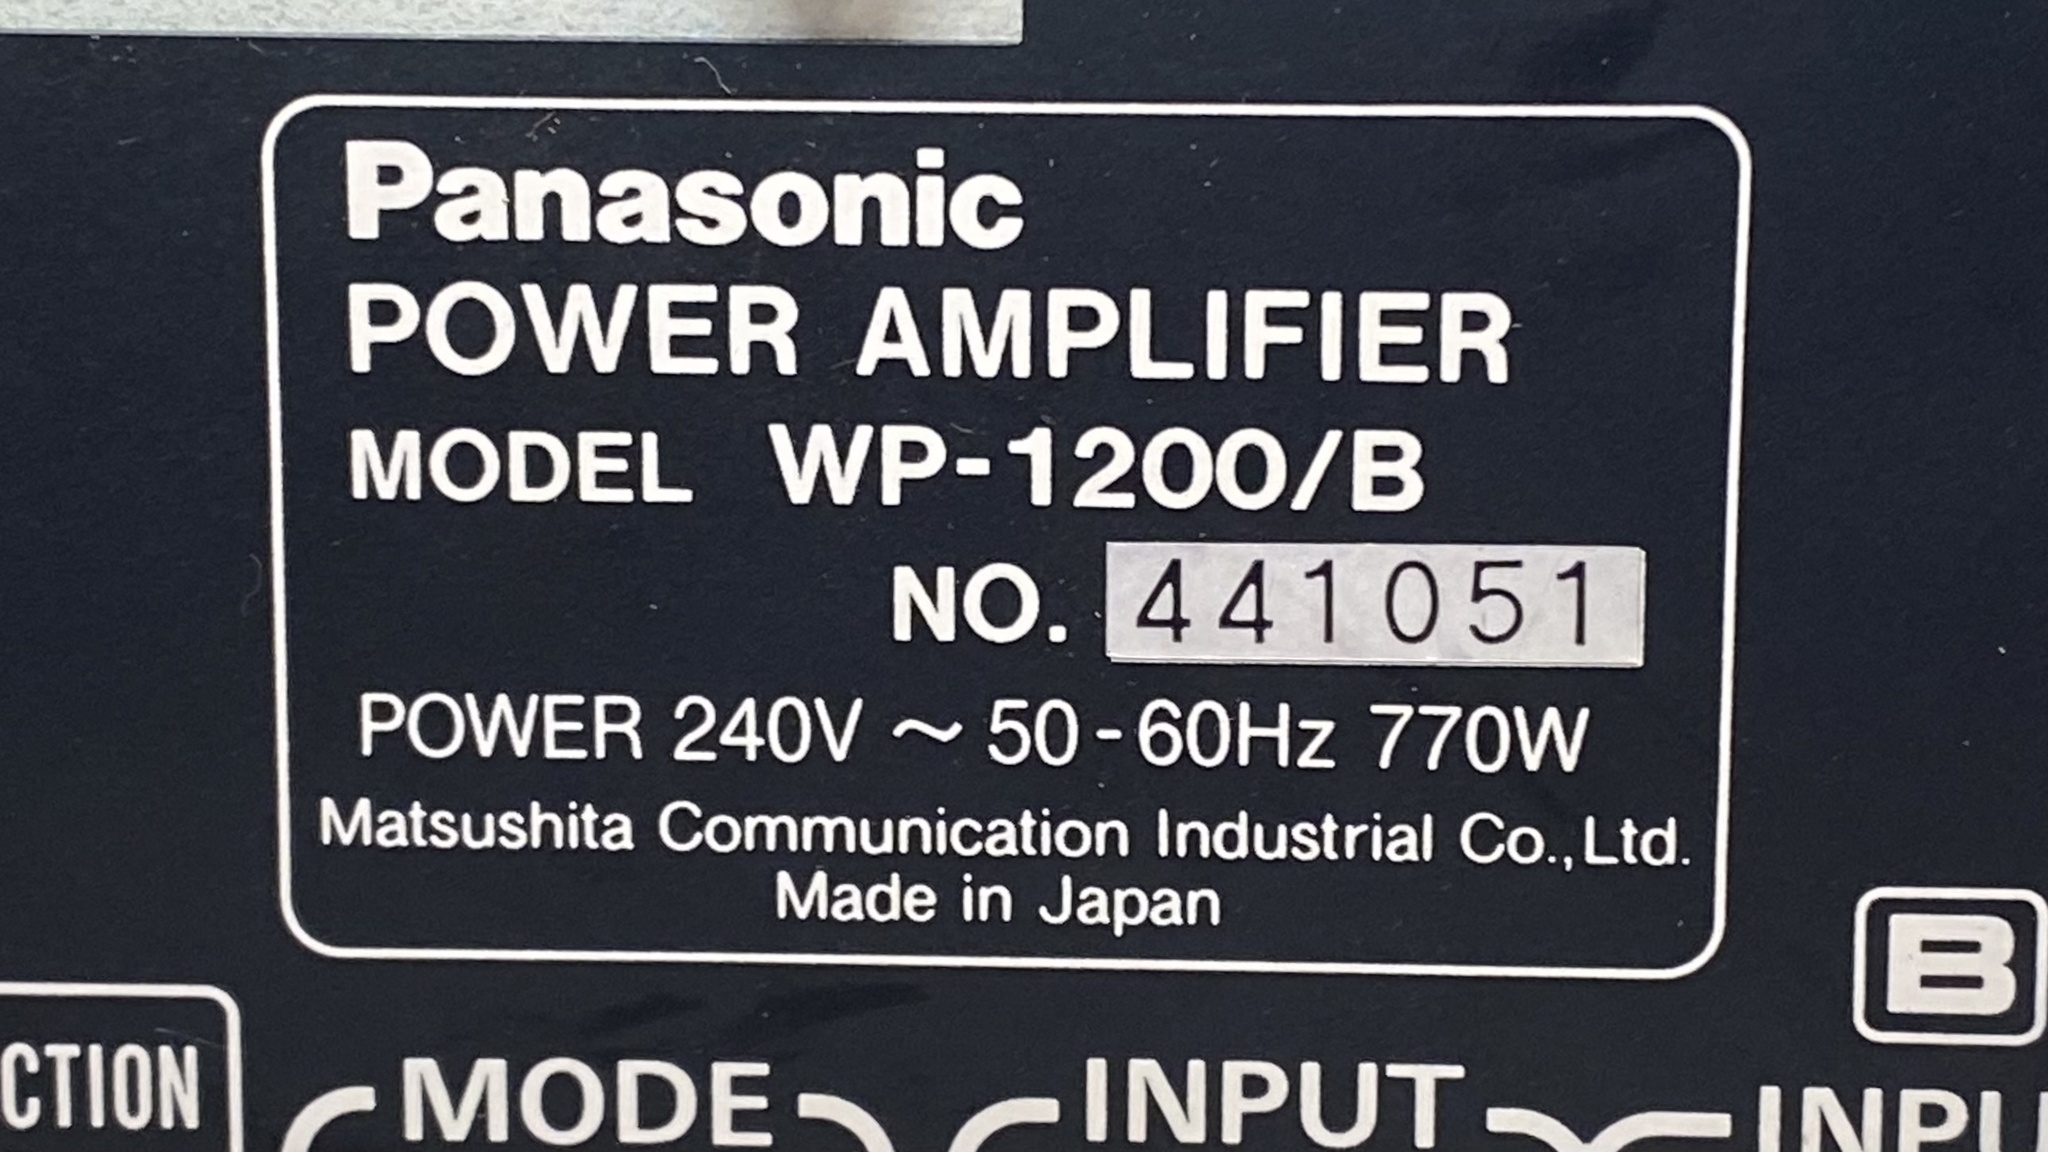 Panasonic
POWER AMPLIFIER
MODEL WP-1200/B
NO. 441051
POWER 240V ~ 50-60Hz 770W
Matsushita Communication Industrial Co.,Ltd.
Made in Japan
B
CTION
MODE
INPUT
INPU